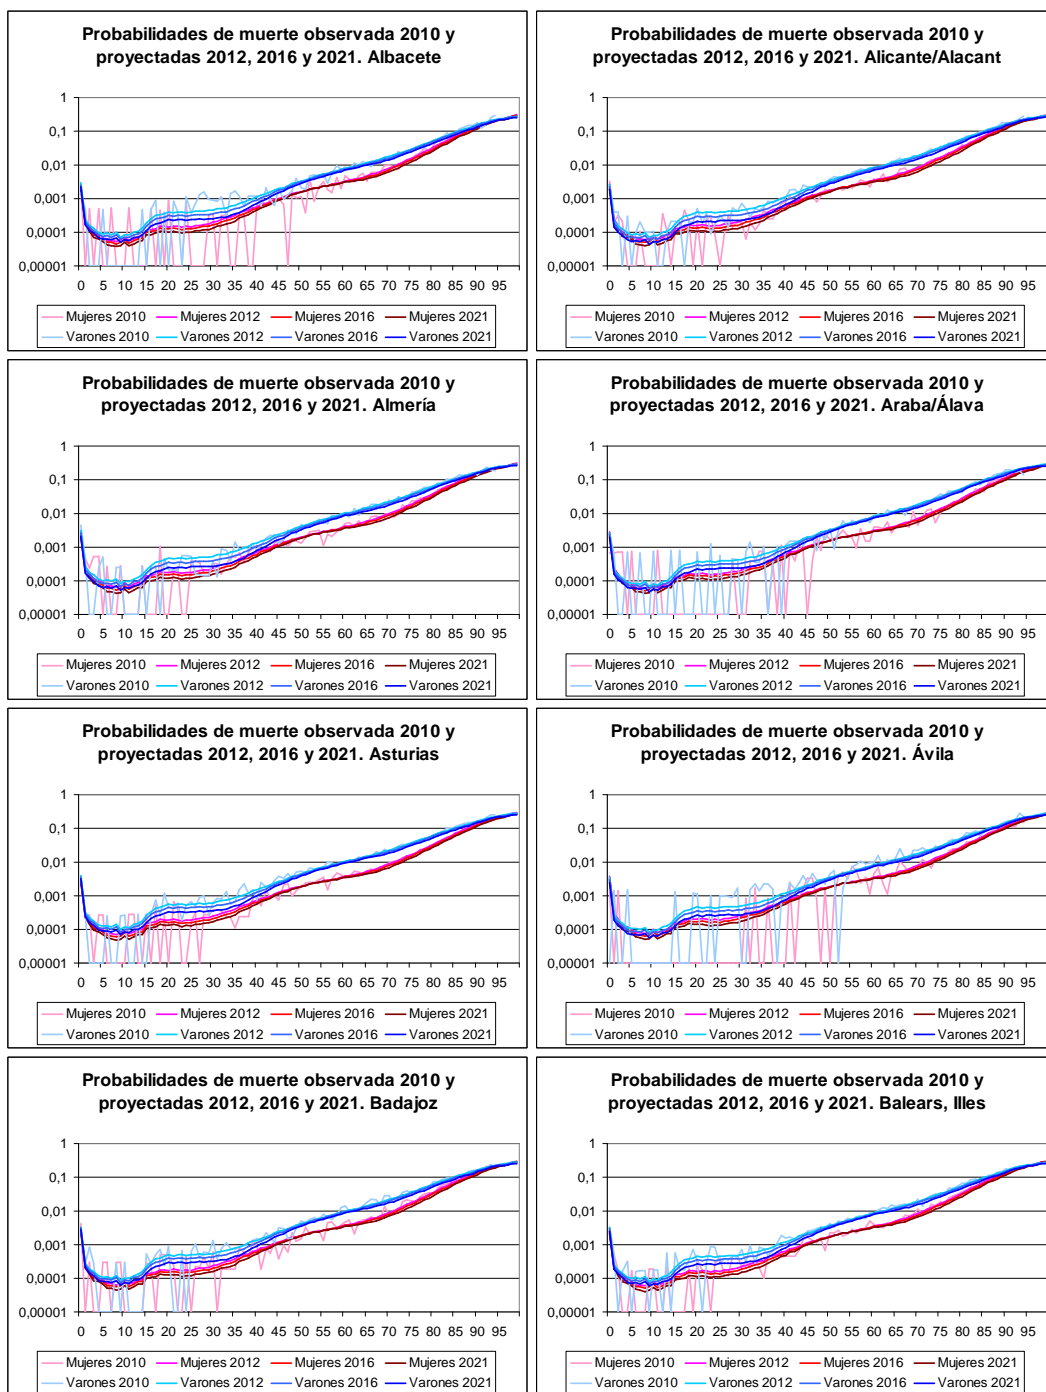 Probabilidades de muerte observada 2010 y
proyectadas 2012, 2016 y 2021. Albacete
1
0,1
0,01
0,001
0,0001
0,00001
0 5 10 15 20 25 30 35 40 45 50 55 60 65 70 75 80 85 90 95
Mujeres 2010 Mujeres 2012 Mujeres 2016 Mujeres 2021
Varones 2010 Varones 2012 Varones 2016 Varones 2021
Probabilidades de muerte observada 2010 y
proyectadas 2012, 2016 y 2021. Alicante/Alacant
1
0,1
0,01
0,001
0,0001
0,00001
0 5 10 15 20 25 30 35 40 45 50 55 60 65 70 75 80 85 90 95
Mujeres 2010 Mujeres 2012 Mujeres 2016 Mujeres 2021
Varones 2010 Varones 2012 Varones 2016 Varones 2021
Probabilidades de muerte observada 2010 y
proyectadas 2012, 2016 y 2021. Almería
1
0,1
0,01
0,001
0,0001
0,00001
0 5 10 15 20 25 30 35 40 45 50 55 60 65 70 75 80 85 90 95
Mujeres 2010 Mujeres 2012 Mujeres 2016 Mujeres 2021
Varones 2010 Varones 2012 Varones 2016 Varones 2021
Probabilidades de muerte observada 2010 y
proyectadas 2012, 2016 y 2021. Araba/Álava
1
0,1
0,01
0,001
0,0001
0,00001
0 5 10 15 20 25 30 35 40 45 50 55 60 65 70 75 80 85 90 95
Mujeres 2010 Mujeres 2012 Mujeres 2016 Mujeres 2021
Varones 2010 Varones 2012 Varones 2016 Varones 2021
Probabilidades de muerte observada 2010 y
proyectadas 2012, 2016 y 2021. Asturias
1
0,1
0,01
0,001
0,0001
0,00001
0 5 10 15 20 25 30 35 40 45 50 55 60 65 70 75 80 85 90 95
Mujeres 2010 Mujeres 2012 Mujeres 2016 Mujeres 2021
Varones 2010 Varones 2012 Varones 2016 Varones 2021
Probabilidades de muerte observada 2010 y
proyectadas 2012, 2016 y 2021. Ávila
1
0,1
0,01
0,001
0,0001
0,00001
0 5 10 15 20 25 30 35 40 45 50 55 60 65 70 75 80 85 90 95
Mujeres 2010 Mujeres 2012 Mujeres 2016 Mujeres 2021
Varones 2010 Varones 2012 Varones 2016 Varones 2021
Probabilidades de muerte observada 2010 y
proyectadas 2012, 2016 y 2021. Badajoz
1
0,1
0,01
0,001
0,0001
0,00001
0 5 10 15 20 25 30 35 40 45 50 55 60 65 70 75 80 85 90 95
Mujeres 2010 Mujeres 2012 Mujeres 2016 Mujeres 2021
Varones 2010 Varones 2012 Varones 2016 Varones 2021
Probabilidades de muerte observada 2010 y
proyectadas 2012, 2016 y 2021. Balears, Illes
1
0,1
0,01
0,001
0,0001
0,00001
0 5 10 15 20 25 30 35 40 45 50 55 60 65 70 75 80 85 90 95
Mujeres 2010 Mujeres 2012 Mujeres 2016 Mujeres 2021
Varones 2010 Varones 2012 Varones 2016 Varones 2021